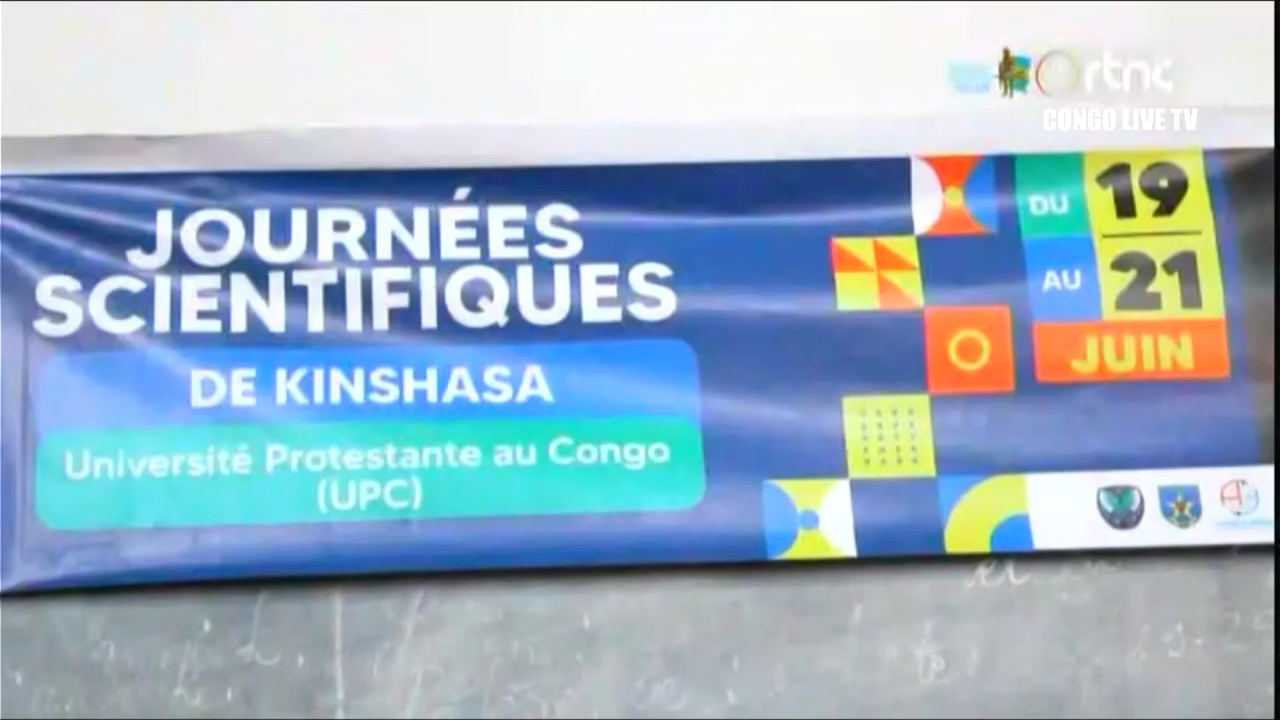 rtnc
CONGO LIVE TV
JOURNÉES
SCIENTIFIQUES
DE KINSHASA
Université Protestante au Congo
(UPC)
DU 19
AU 21
JUIN